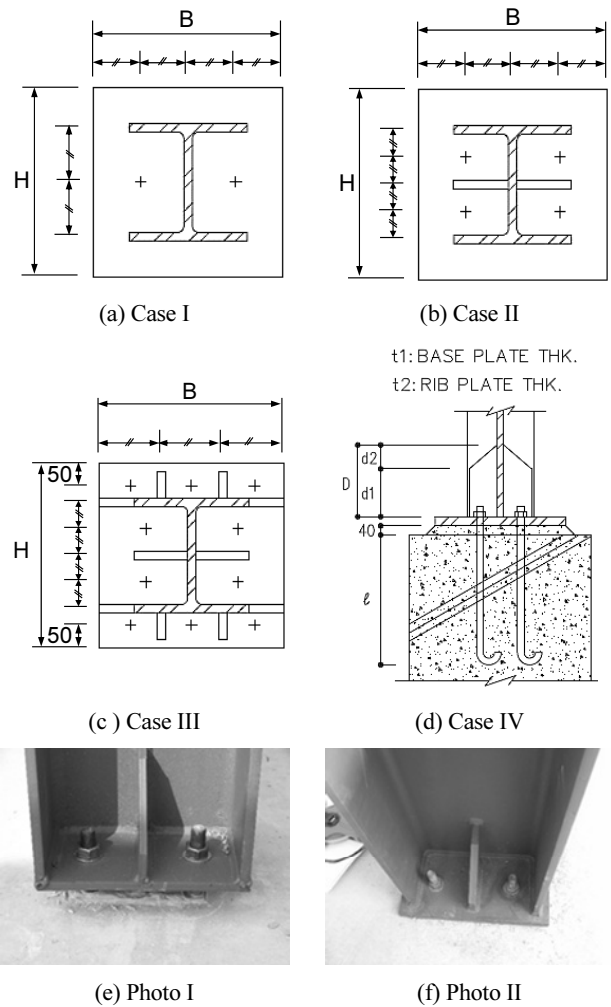 B
B
H
H
(a) Case I
(b) Case II
t1: BASE PLATE THK.
t2: RIB PLATE THK.
B
50
H
50
D
d2
d1
40
ℓ
(c ) Case III
(d) Case IV
(e) Photo I
(f) Photo II